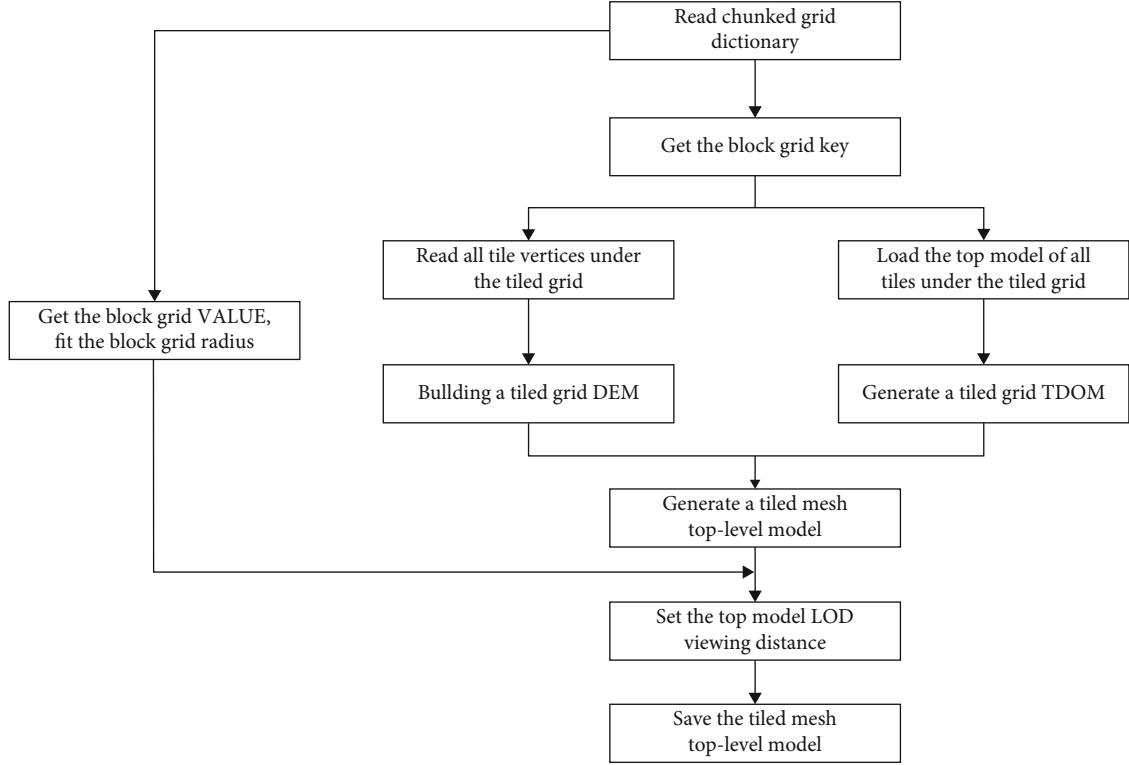 Read chunked grid
dictionary
Get the block grid key
Read all tile vertices under
the tiled grid
Load the top model of all
tiles under the tiled grid
Get the block grid VALUE,
fit the block grid radius
Bullding a tiled grid DEM
Generate a tiled grid TDOM
Generate a tiled mesh
top-level model
Set the top model LOD
viewing distance
Save the tiled mesh
top-level model